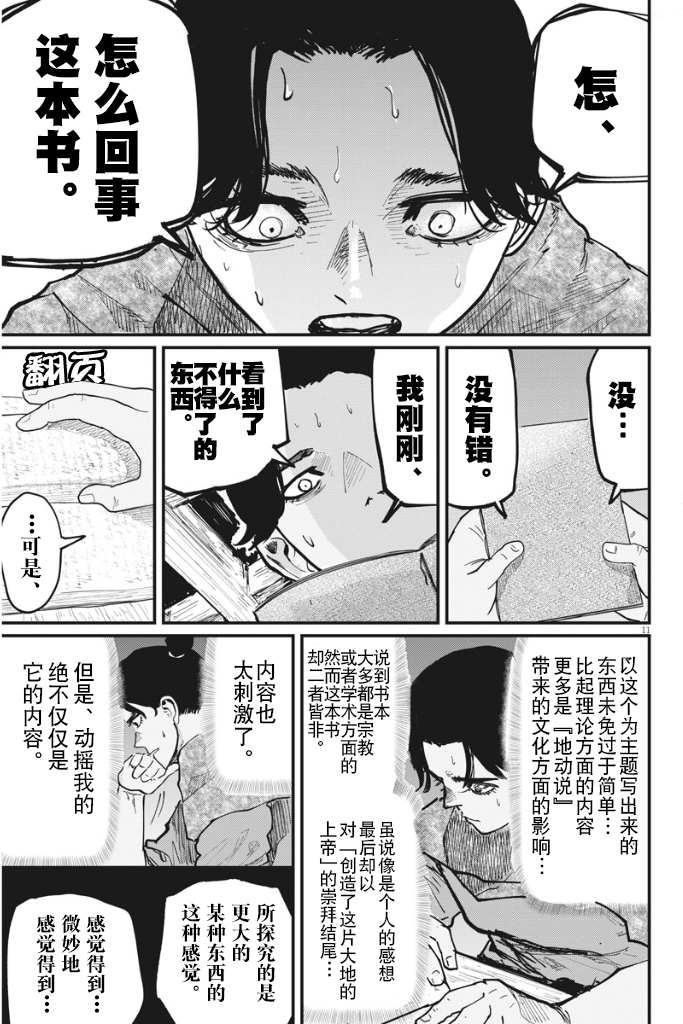 怎、
怎么回事
这本书。
没…
没有错。
我刚刚、
看到了
什么
不得了的
东西。
翻页
…可是、
11
以这个为主题写出来的
东西未免过于简单…
比起理论方面的内容
更多是『地动说』
带来的文化方面的影响…
说到书本
大多都是宗教
或者学术方面的
然而这本书
却二者皆非。
虽说像是个人的感想
最后却以
对「创造了这片大地的
上帝」的崇拜结尾…
内容也
太刺激了。
但是、动摇我的
绝不仅仅是
它的内容。
所探究的是
更大的
某种东西的
这种感觉。
感觉得到…
微妙地
感觉得到…